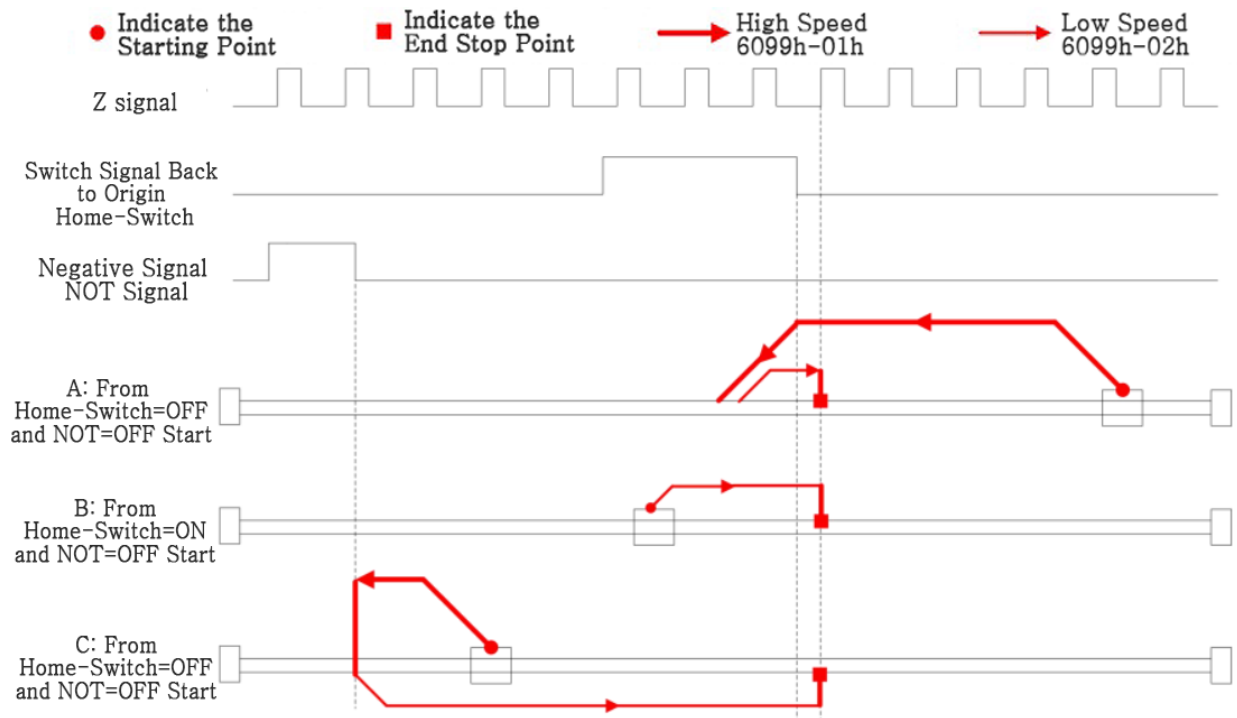 Indicate the
Starting Point
Indicate the
End Stop Point
High Speed
6099h-01h
Low Speed
6099h-02h
Z signal
Switch Signal Back
to Origin
Home-Switch
Negative Signal
NOT Signal
A: From
Home-Switch=OFF
and NOT=OFF Start
B: From
Home-Switch=ON
and NOT=OFF Start
C: From
Home-Switch=OFF
and NOT=OFF Start